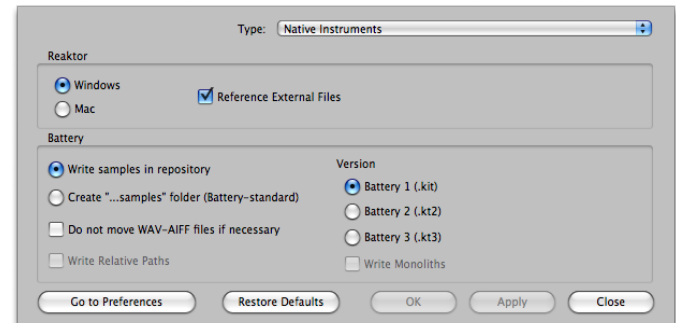 Type: Native Instruments
Reaktor
Windows
Mac
Reference External Files
Battery
Write samples in repository
Create "...samples" folder (Battery-standard)
Do not move WAV-AIFF files if necessary
Write Relative Paths
Version
Battery 1 (.kit)
Battery 2 (.kt2)
Battery 3 (.kt3)
Write Monoliths
Go to Preferences
Restore Defaults
OK
Apply
Close